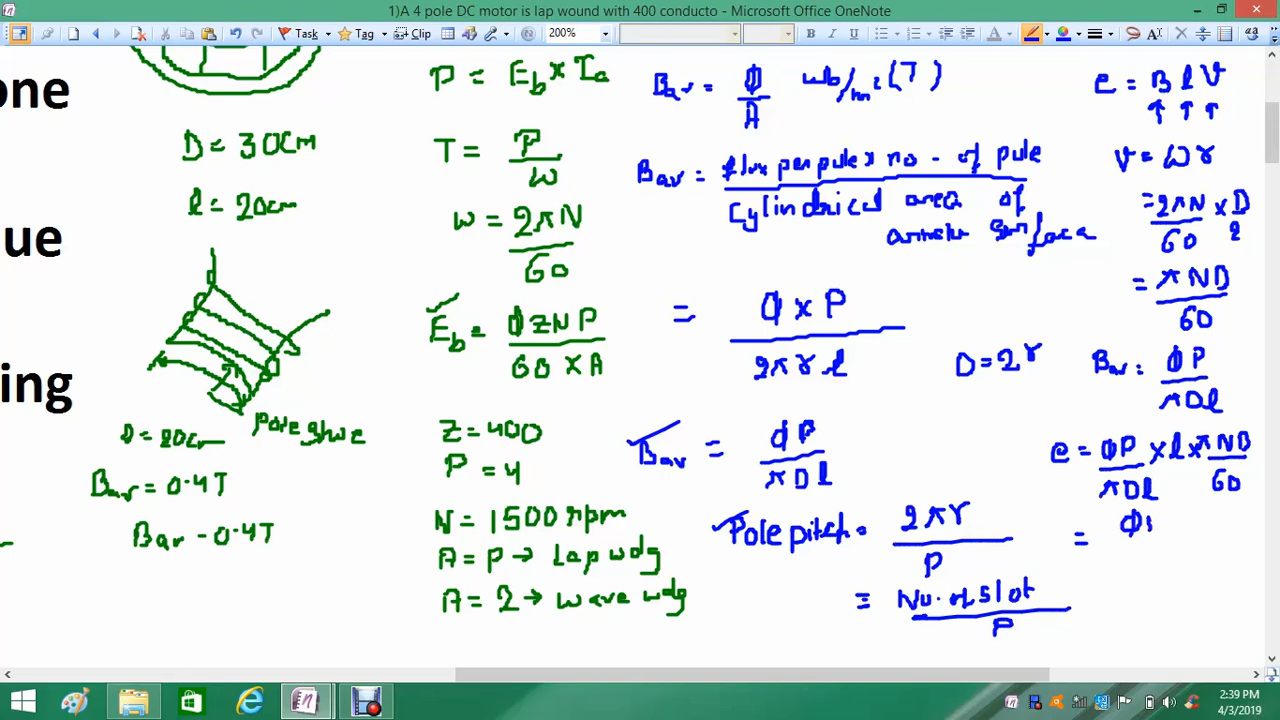 1)A 4 pole DC motor is lap wound with 400 conducto - Microsoft Office OneNote
Task
Tag
Clip
200%
one
ue
ing
D = 30cm
l = 20cm
l = 20cm
Pole shoe
Bav = 0.4T
Bav - 0.4T
P = Eb x Ia
T = P/ω
ω = 2πN/60
Eb = ϕZNP/60 x A
Z = 400
P = 4
N = 1500 rpm
A = P → Lap wdg
A = 2 → wave wdg
Bav = ϕ/A wb/m2 (T)
Bav = flux per pole x no - of pole
Cylindrical area of
= ϕ x P/2πrl D = 2r
Bav = ϕP/πDl
Pole pitch = 2πr/P
= No. of slot/P
e = B l V
↑ ↑ ↑
V = ωr
= 2πN/60 x D/2
= πND/60
Bav = ϕP/πDl
e = ϕP/πDl x l x πND/60
= ϕ
2:39 PM
4/3/2019